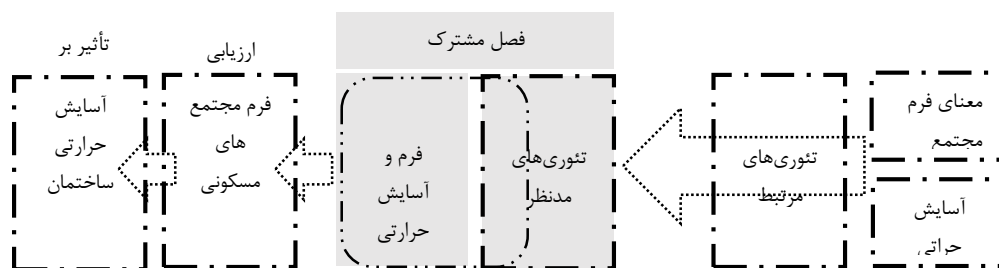 معنای فرم
مجتمع
آسایش
حراتی
تئوری‌های
مرتبط
فصل مشترک
تئوری‌های
مدنظر
فرم و
آسایش
حرارتی
ارزیابی
فرم مجتمع
های
مسکونی
تأثیر بر
آسایش
حرارتی
ساختمان